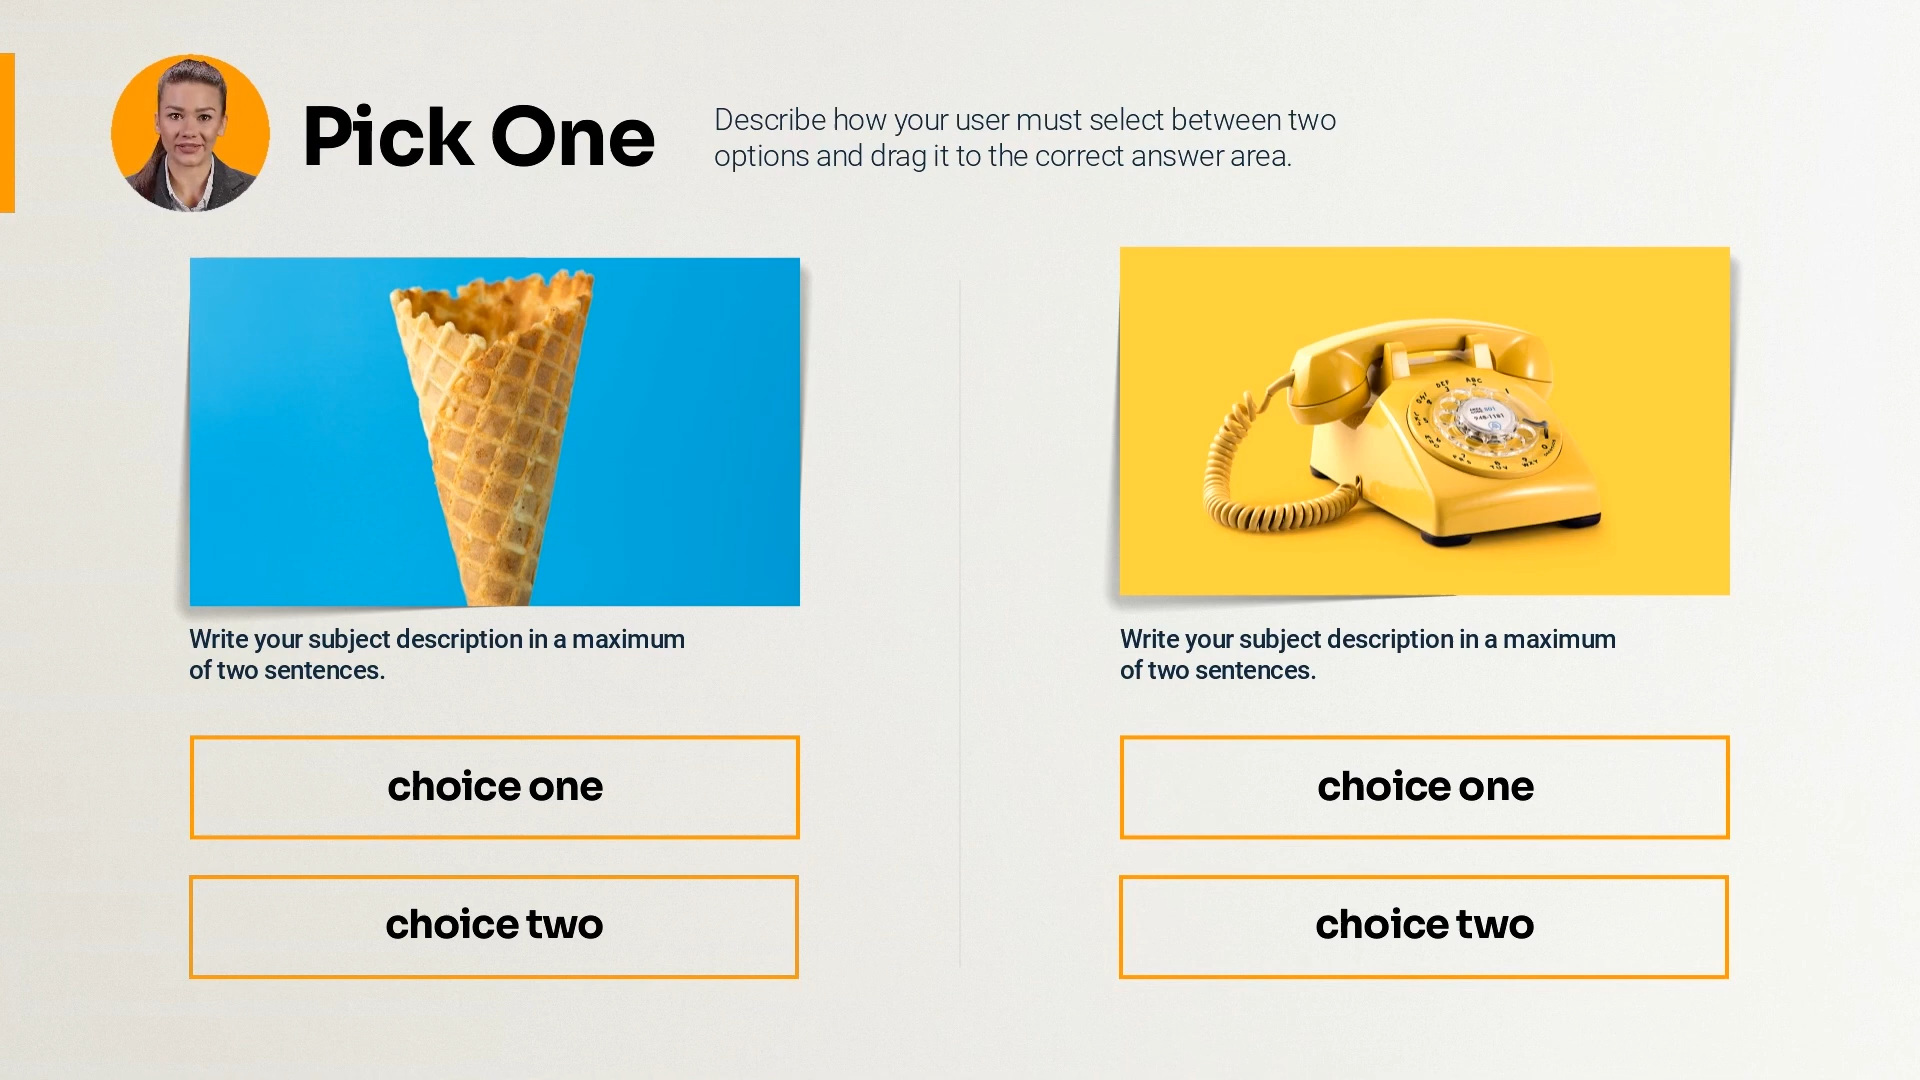 Pick One
Describe how your user must select between two
options and drag it to the correct answer area.
Write your subject description in a maximum
of two sentences.
choice one
choice two
Write your subject description in a maximum
of two sentences.
choice one
choice two